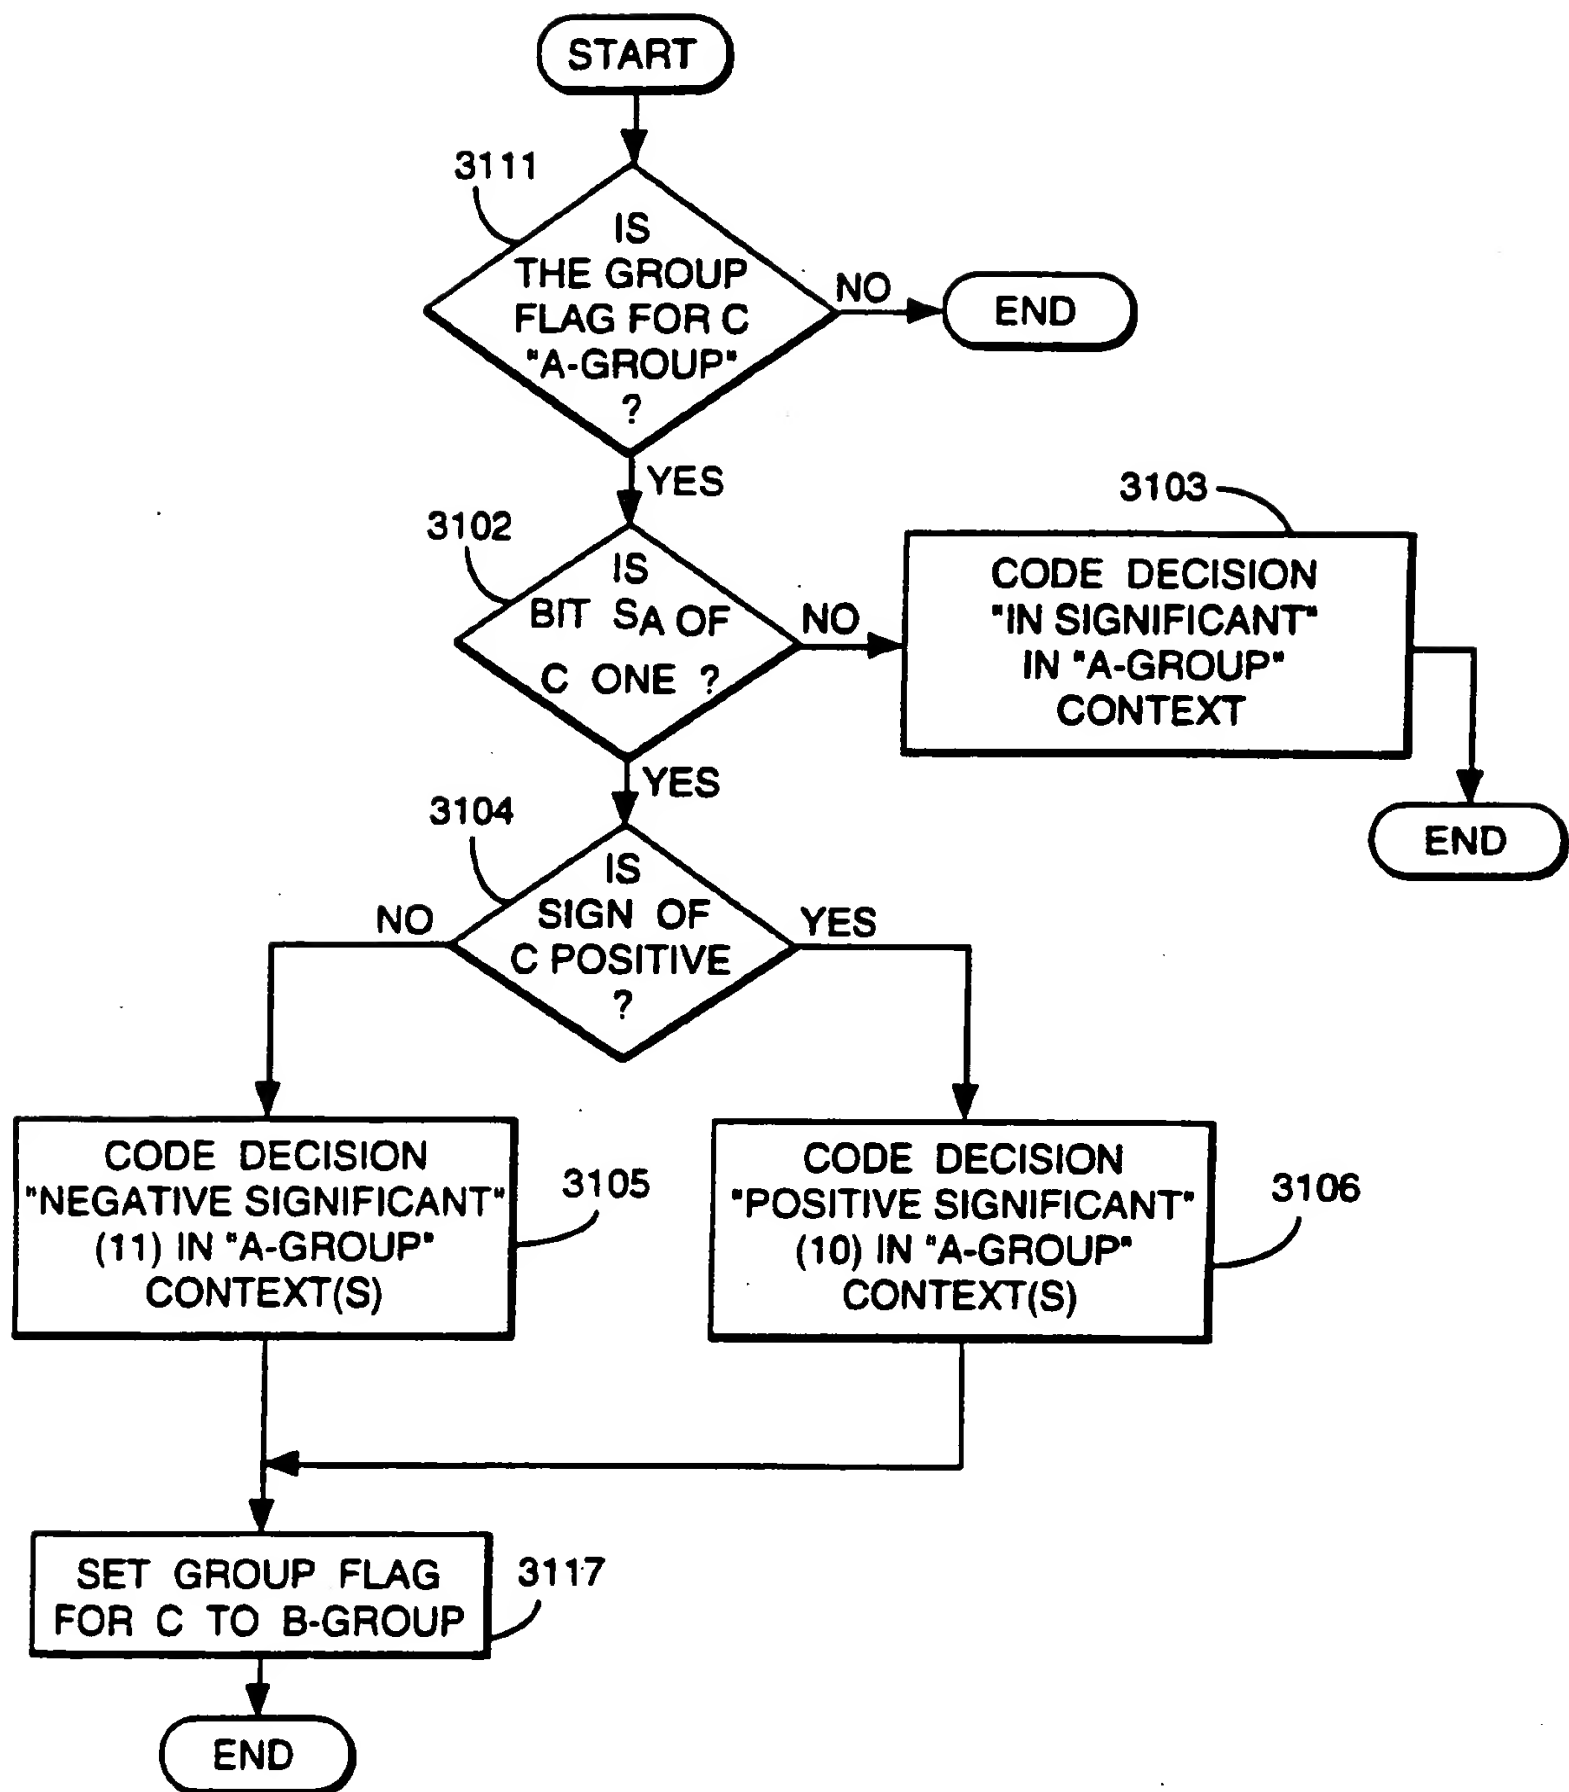 START
3111
IS
THE GROUP
FLAG FOR C
"A-GROUP"
?
NO
END
YES
3102
IS
BIT SA OF
C ONE ?
NO
3103
CODE DECISION
"IN SIGNIFICANT"
IN "A-GROUP"
CONTEXT
END
YES
3104
IS
SIGN OF
C POSITIVE
?
NO
YES
CODE DECISION
"NEGATIVE SIGNIFICANT"
(11) IN "A-GROUP"
CONTEXT(S)
3105
CODE DECISION
"POSITIVE SIGNIFICANT"
(10) IN "A-GROUP"
CONTEXT(S)
3106
SET GROUP FLAG
FOR C TO B-GROUP
3117
END